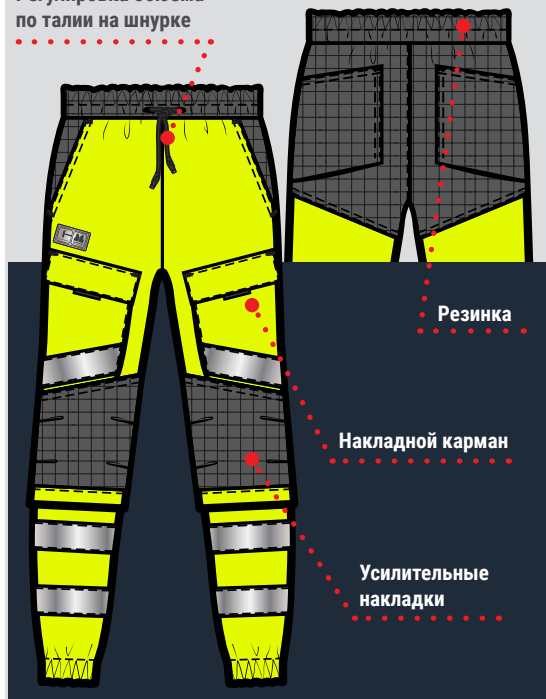 по талии на шнурке
Резинка
Накладной карман
Усилительные
накладки